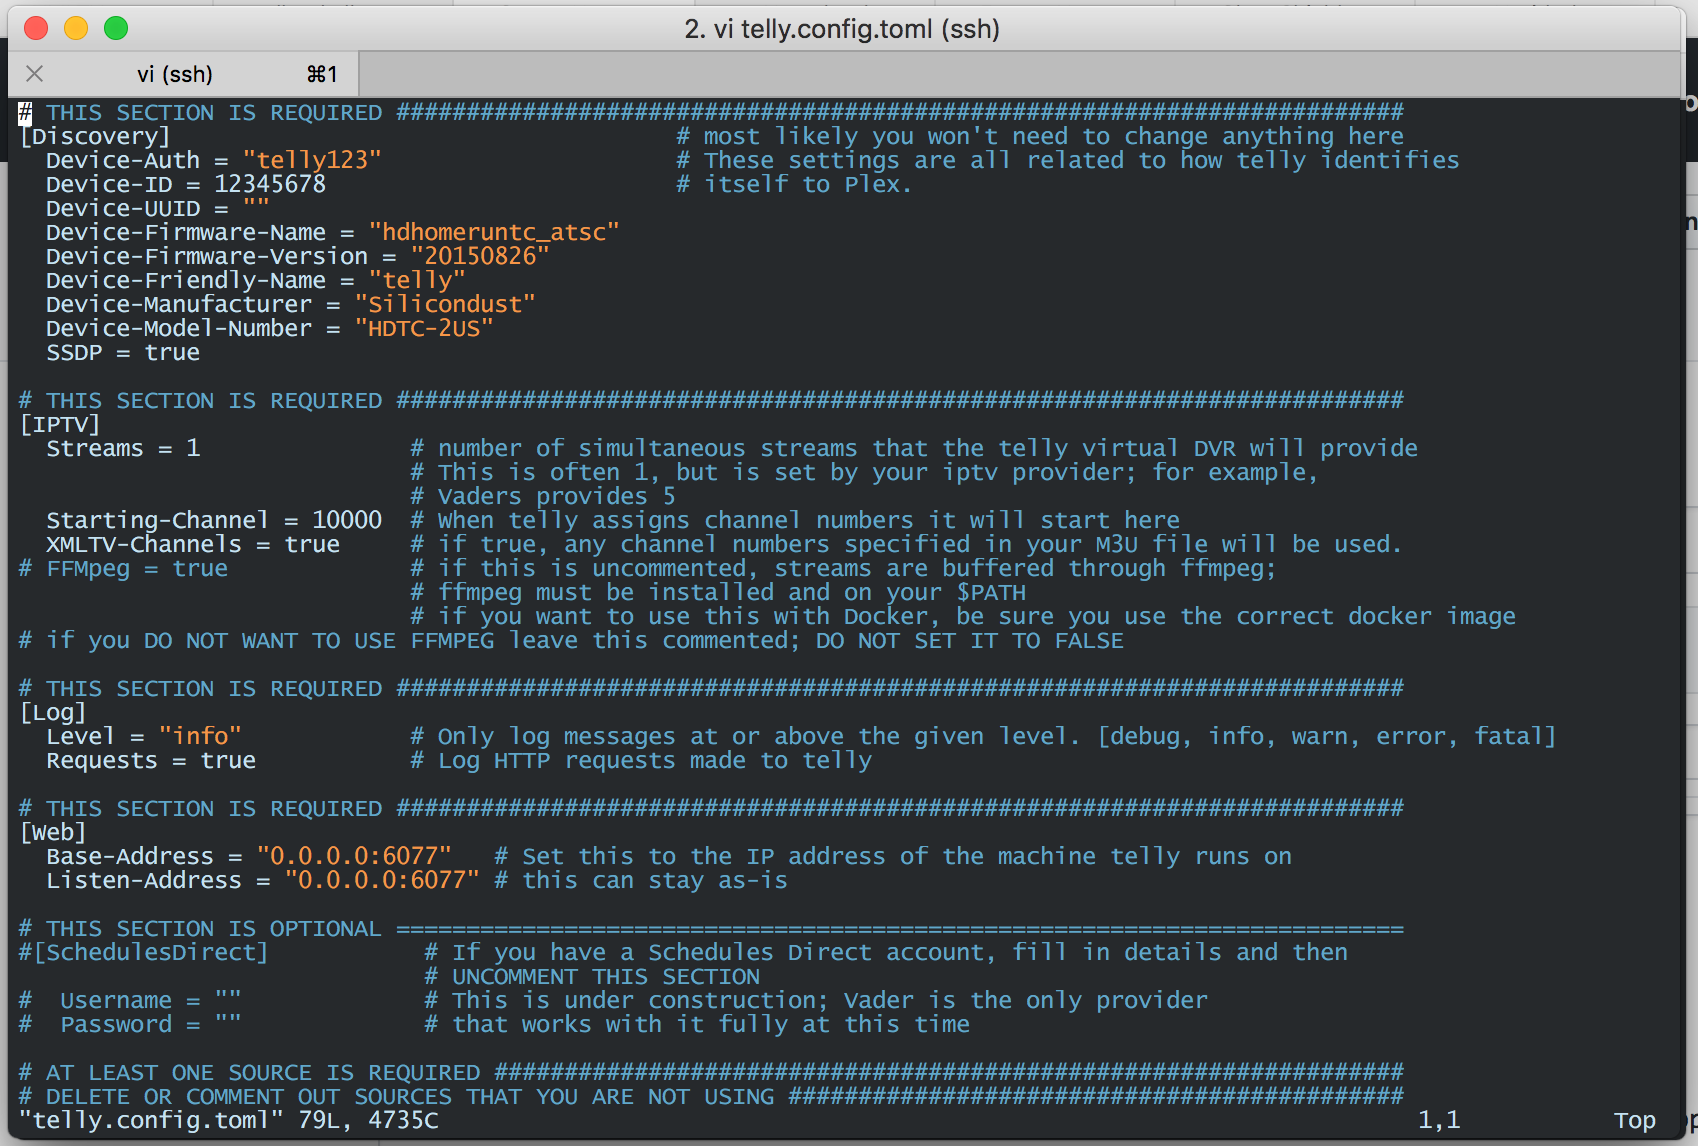 2. vi telly.config.toml (ssh)
vi (ssh) ⌘1
# THIS SECTION IS REQUIRED ########################################################################
[Discovery]                                    # most likely you won't need to change anything here
  Device-Auth = "telly123"                     # These settings are all related to how telly identifies
  Device-ID = 12345678                         # itself to Plex.
  Device-UUID = ""
  Device-Firmware-Name = "hdhomeruntc_atsc"
  Device-Firmware-Version = "20150826"
  Device-Friendly-Name = "telly"
  Device-Manufacturer = "Silicondust"
  Device-Model-Number = "HDTC-2US"
  SSDP = true
# THIS SECTION IS REQUIRED ########################################################################
[IPTV]
  Streams = 1               # number of simultaneous streams that the telly virtual DVR will provide
                            # This is often 1, but is set by your iptv provider; for example,
                            # Vaders provides 5
  Starting-Channel = 10000  # When telly assigns channel numbers it will start here
  XMLTV-Channels = true     # if true, any channel numbers specified in your M3U file will be used.
# FFMpeg = true             # if this is uncommented, streams are buffered through ffmpeg;
                            # ffmpeg must be installed and on your $PATH
                            # if you want to use this with Docker, be sure you use the correct docker image
# if you DO NOT WANT TO USE FFMPEG leave this commented; DO NOT SET IT TO FALSE
# THIS SECTION IS REQUIRED ########################################################################
[Log]
  Level = "info"            # Only log messages at or above the given level. [debug, info, warn, error, fatal]
  Requests = true           # Log HTTP requests made to telly
# THIS SECTION IS REQUIRED ########################################################################
[Web]
  Base-Address = "0.0.0.0:6077"   # Set this to the IP address of the machine telly runs on
  Listen-Address = "0.0.0.0:6077" # this can stay as-is
# THIS SECTION IS OPTIONAL ========================================================================
#[SchedulesDirect]           # If you have a Schedules Direct account, fill in details and then
                             # UNCOMMENT THIS SECTION
#  Username = ""             # This is under construction; Vader is the only provider
#  Password = ""             # that works with it fully at this time
# AT LEAST ONE SOURCE IS REQUIRED #################################################################
# DELETE OR COMMENT OUT SOURCES THAT YOU ARE NOT USING ############################################
"telly.config.toml" 79L, 4735C                                                                       1,1           Top